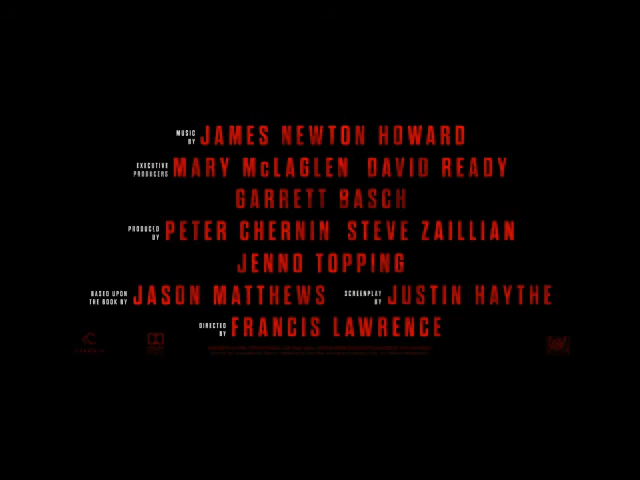 MUSIC BY JAMES NEWTON HOWARD
EXECUTIVE PRODUCERS MARY McLAGLEN DAVID READY
GARRETT BASCH
PRODUCED BY PETER CHERNIN STEVE ZAILLIAN
JENNO TOPPING
BASED UPON THE BOOK BY JASON MATTHEWS SCREENPLAY BY JUSTIN HAYTHE
DIRECTED BY FRANCIS LAWRENCE